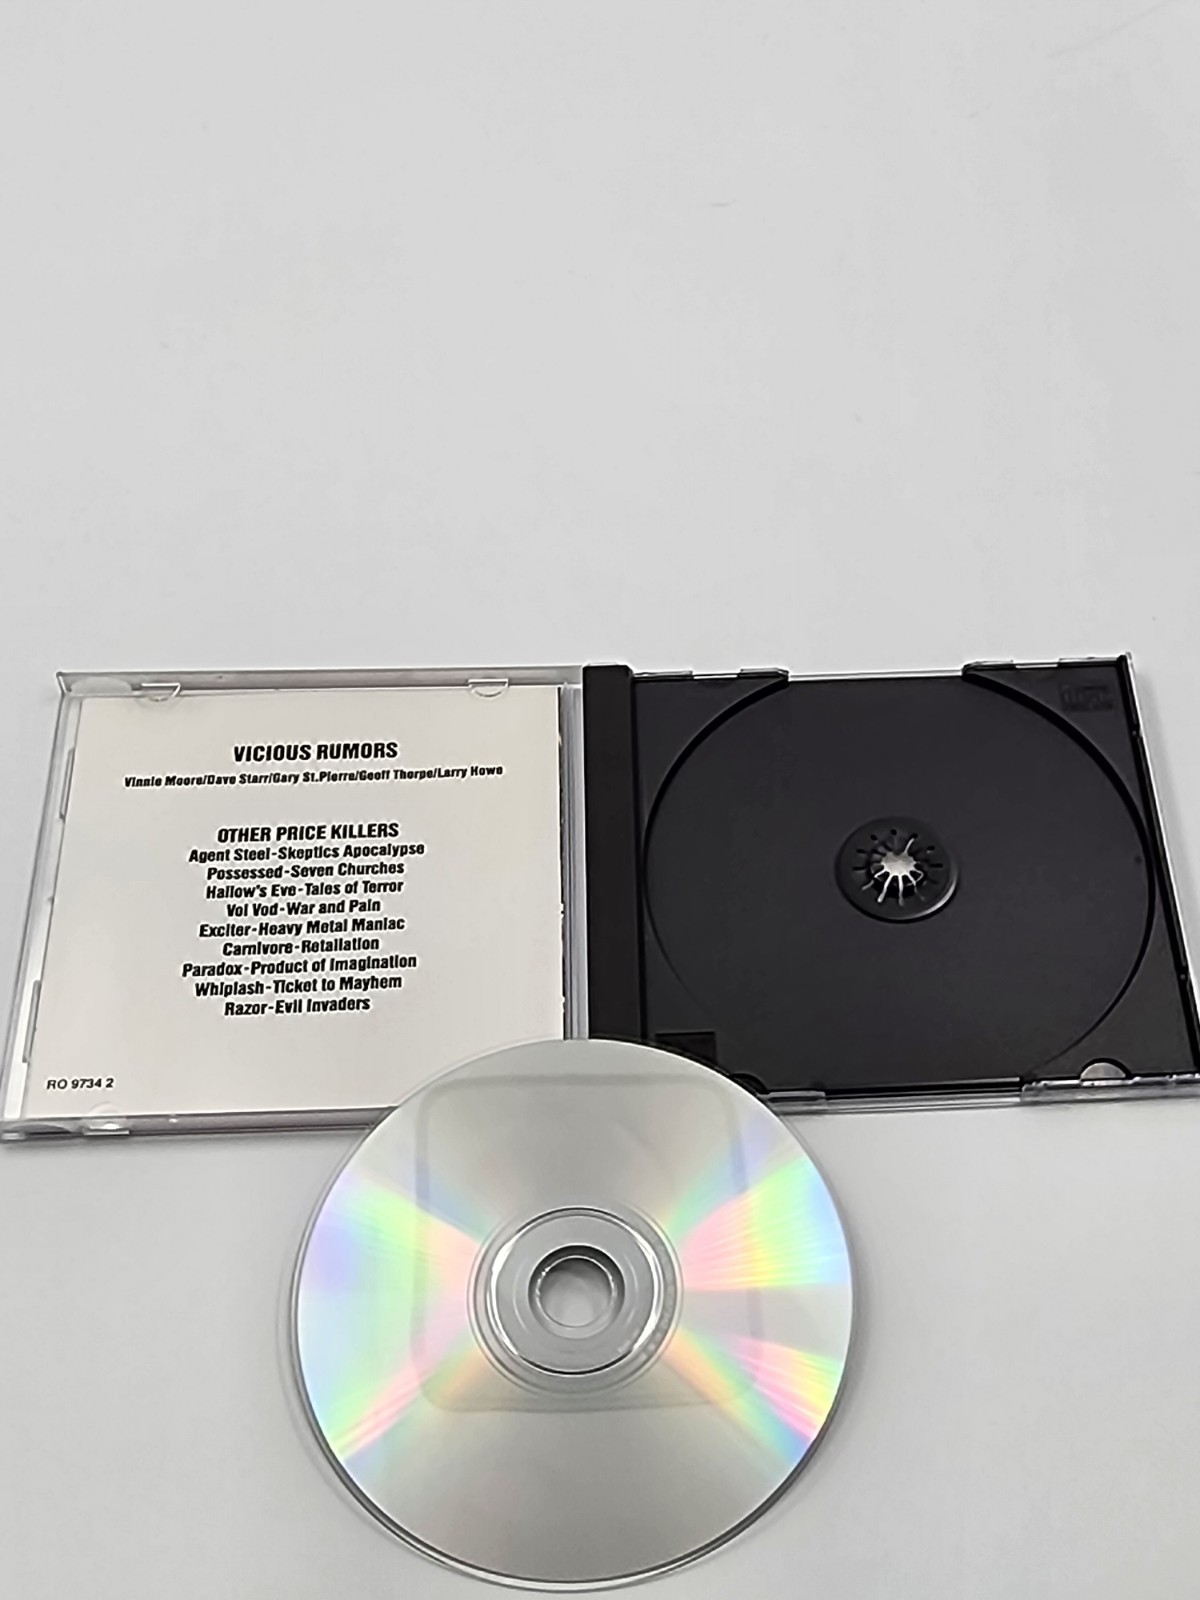 VICIOUS RUMORS
Vinnie Moore/Dave Starr/Gary St.Pierre/Geoff Thorpe/Larry Howe
OTHER PRICE KILLERS
Agent Steel-Skeptics Apocalypse
Possessed-Seven Churches
Hallow's Eve-Tales of Terror
Voi Vod-War and Pain
Exciter-Heavy Metal Maniac
Carnivore-Retaliation
Paradox-Product of Imagination
Whiplash-Ticket to Mayhem
Razor-Evil Invaders
RO 9734 2